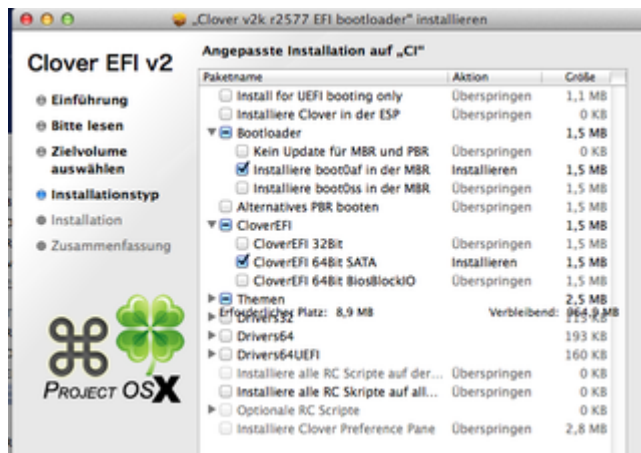 „Clover v2k r2577 EFI bootloader" installieren
Clover EFI v2
Einführung
Bitte lesen
Zielvolume
auswählen
Installationstyp
Installation
Zusammenfassung
PROJECT OSX
Angepasste Installation auf „CI"
Paketname Aktion Größe
Install for UEFI booting only Überspringen 1,1 MB
Installiere Clover in der ESP Überspringen 0 KB
Bootloader 1,5 MB
Kein Update für MBR und PBR Überspringen 0 KB
Installiere boot0af in der MBR Installieren 1,5 MB
Installiere boot0ss in der MBR Überspringen 1,5 MB
Alternatives PBR booten Überspringen 1,5 MB
CloverEFI 1,5 MB
CloverEFI 32Bit Überspringen 1,5 MB
CloverEFI 64Bit SATA Installieren 1,5 MB
CloverEFI 64Bit BiosBlockIO Überspringen 1,5 MB
Themen 2,5 MB
Erforderlicher Platz: 8,9 MB Verbleibend: 964,9 MB
Drivers32
Drivers64 193 KB
Drivers64UEFI 160 KB
Installiere alle RC Scripte auf der... Überspringen 0 KB
Installiere alle RC Skripte auf all... Überspringen 0 KB
Optionale RC Scripte 0 KB
Installiere Clover Preference Pane Überspringen 2,8 MB